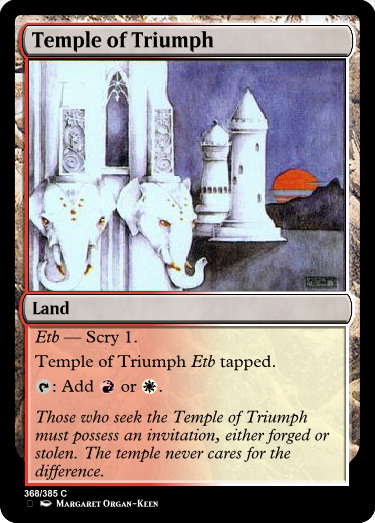 Temple of Triumph
Land
Etb — Scry 1.
Temple of Triumph Etb tapped.
: Add or .
Those who seek the Temple of Triumph
must possess an invitation, either forged or
stolen. The temple never cares for the
difference.
368/385 C
Margaret Organ-Kean